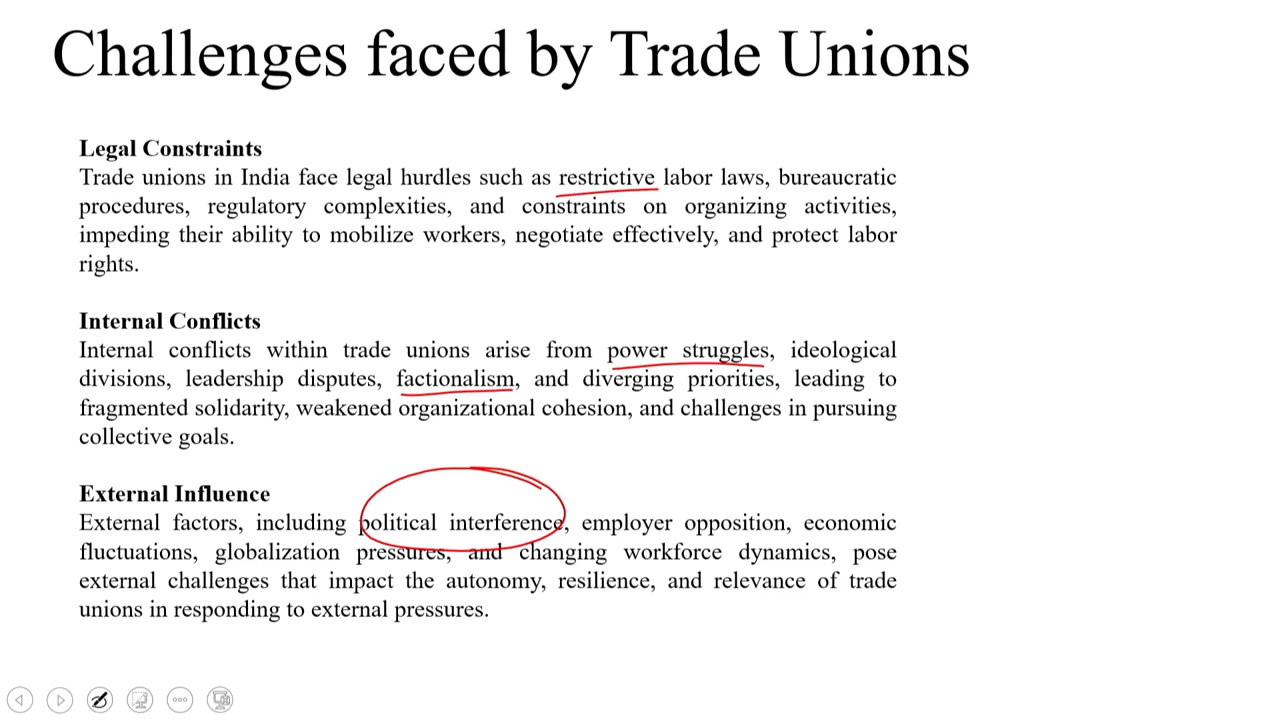 Challenges faced by Trade Unions
Legal Constraints
Trade unions in India face legal hurdles such as restrictive labor laws, bureaucratic
procedures, regulatory complexities, and constraints on organizing activities,
impeding their ability to mobilize workers, negotiate effectively, and protect labor
rights.
Internal Conflicts
Internal conflicts within trade unions arise from power struggles, ideological
divisions, leadership disputes, factionalism, and diverging priorities, leading to
fragmented solidarity, weakened organizational cohesion, and challenges in pursuing
collective goals.
External Influence
External factors, including political interference, employer opposition, economic
fluctuations, globalization pressures, and changing workforce dynamics, pose
external challenges that impact the autonomy, resilience, and relevance of trade
unions in responding to external pressures.